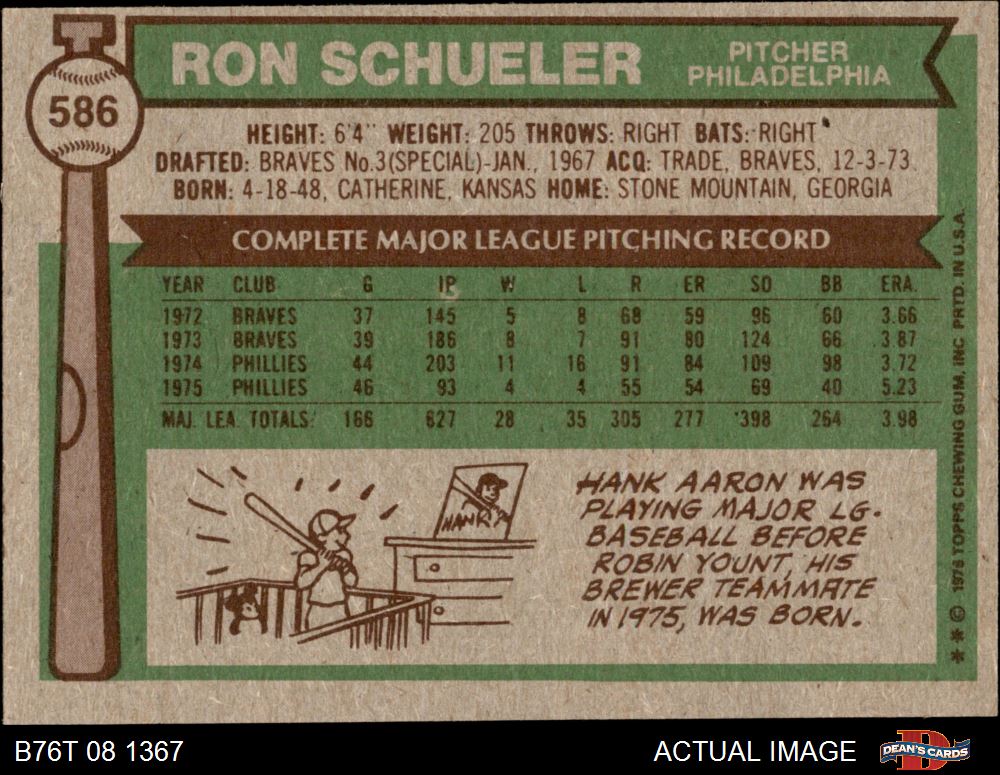 RON SCHUELER
PITCHER
PHILADELPHIA
586
HEIGHT: 6'4" WEIGHT: 205 THROWS: RIGHT BATS: RIGHT
DRAFTED: BRAVES No.3(SPECIAL)-JAN., 1967 ACQ: TRADE, BRAVES, 12-3-73.
BORN: 4-18-48, CATHERINE, KANSAS HOME: STONE MOUNTAIN, GEORGIA
COMPLETE MAJOR LEAGUE PITCHING RECORD
YEAR CLUB G IP W L R ER SO BB ERA.
1972 BRAVES 37 145 5 8 68 59 96 60 3.66
1973 BRAVES 39 186 8 7 91 80 124 66 3.87
1974 PHILLIES 44 203 11 16 91 84 109 98 3.72
1975 PHILLIES 46 93 4 4 55 54 69 40 5.23
MAJ. LEA. TOTALS: 166 627 28 35 305 277 398 264 3.98
HANK A
HANK AARON WAS
PLAYING MAJOR LG.
BASEBALL BEFORE
ROBIN YOUNT, HIS
BREWER TEAMMATE
IN 1975, WAS BORN.
* * © 1976 TOPPS CHEWING GUM, INC. PRTD. IN U.S.A.
B76T 08 1367
ACTUAL IMAGE
DEAN'S CARDS